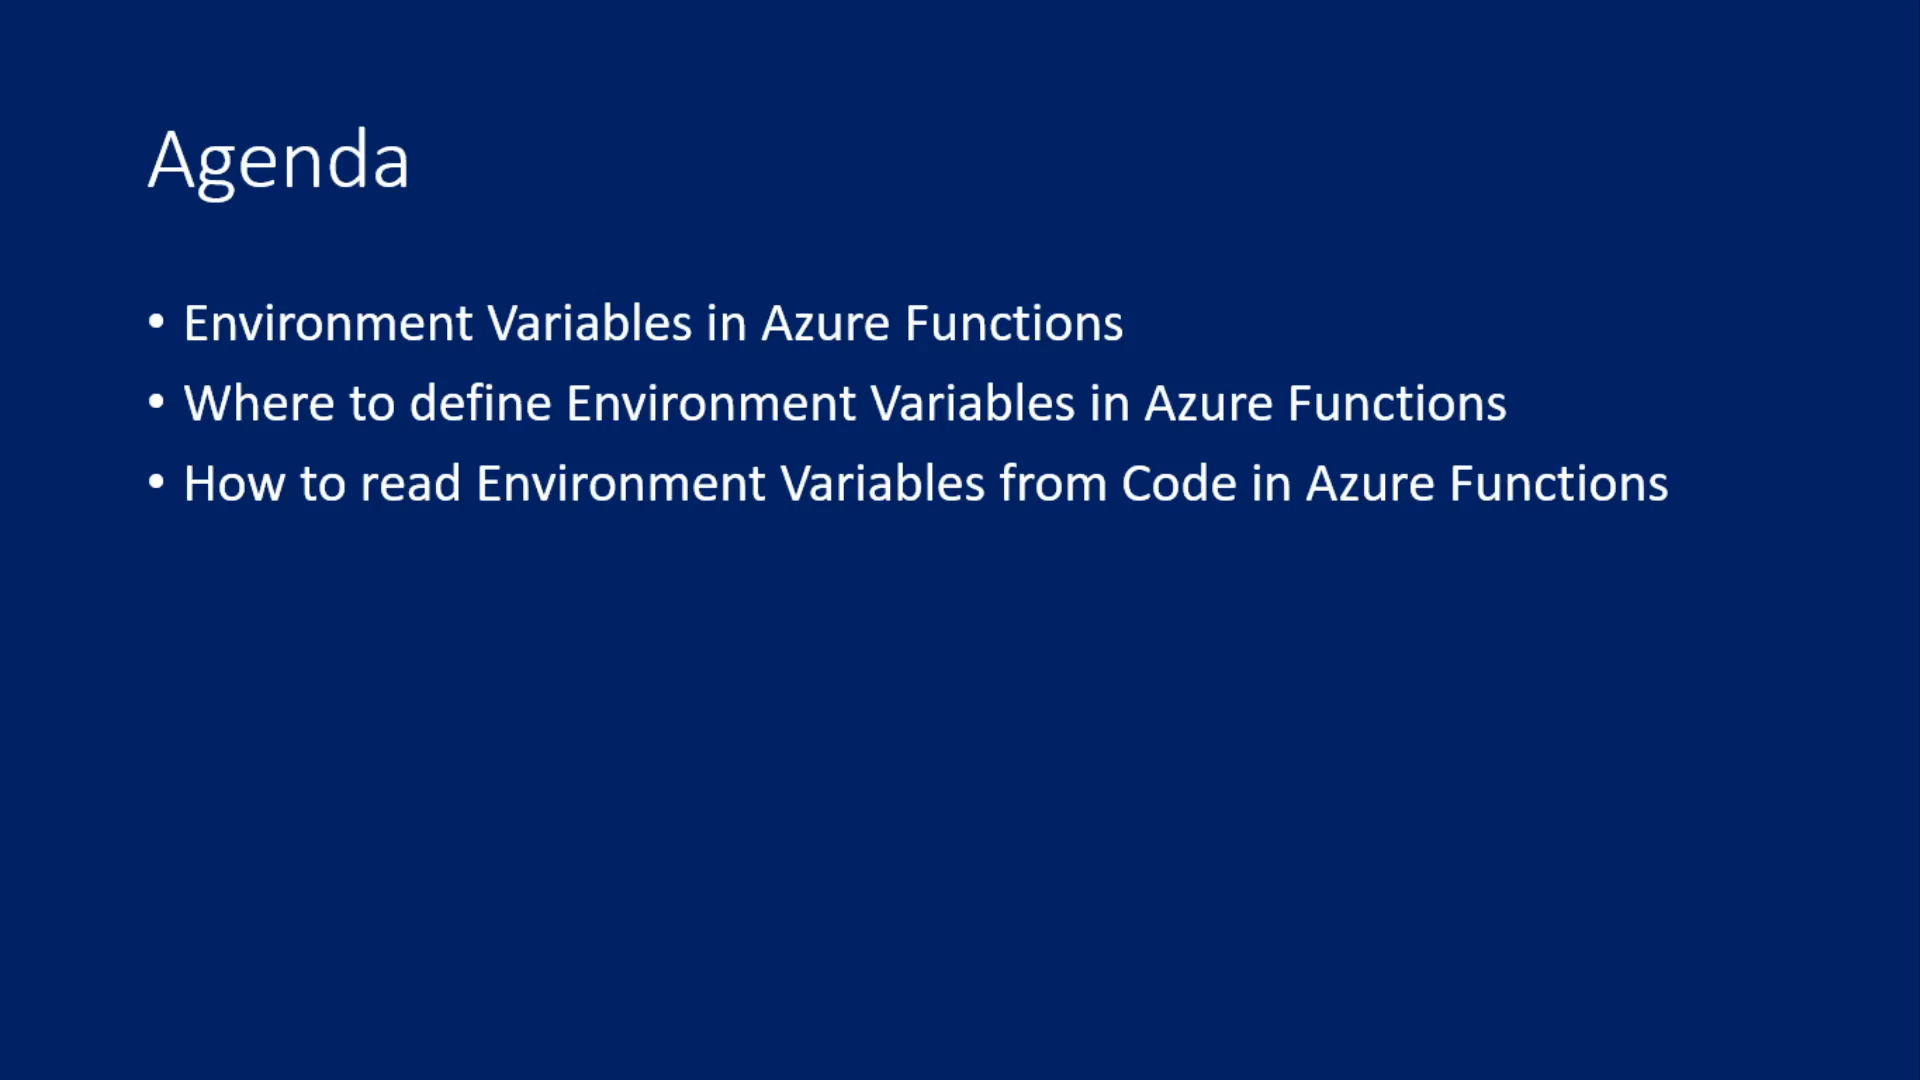 Agenda
• Environment Variables in Azure Functions
• Where to define Environment Variables in Azure Functions
• How to read Environment Variables from Code in Azure Functions